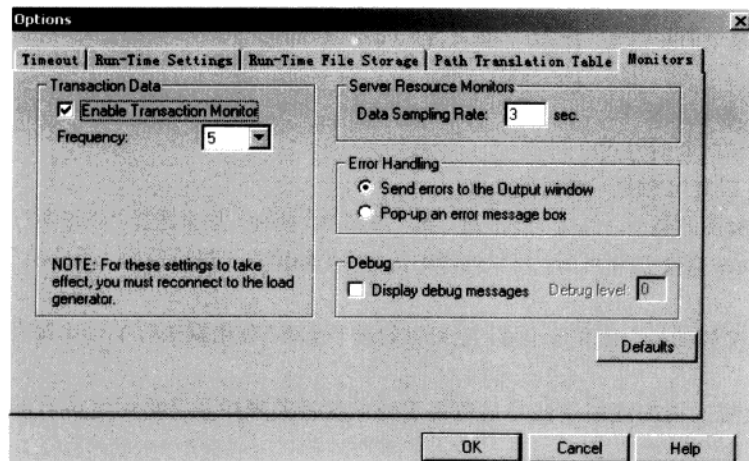 Options
Timeout Run-Time Settings Run-Time File Storage Path Translation Table Monitors
Transaction Data
Enable Transaction Monitor
Frequency: 5
NOTE: For these settings to take
effect, you must reconnect to the load
generator.
Server Resource Monitors
Data Sampling Rate: 3 sec.
Error Handling
Send errors to the Output window
Pop-up an error message box
Debug
Display debug messages Debug level: 0
Defaults
OK Cancel Help